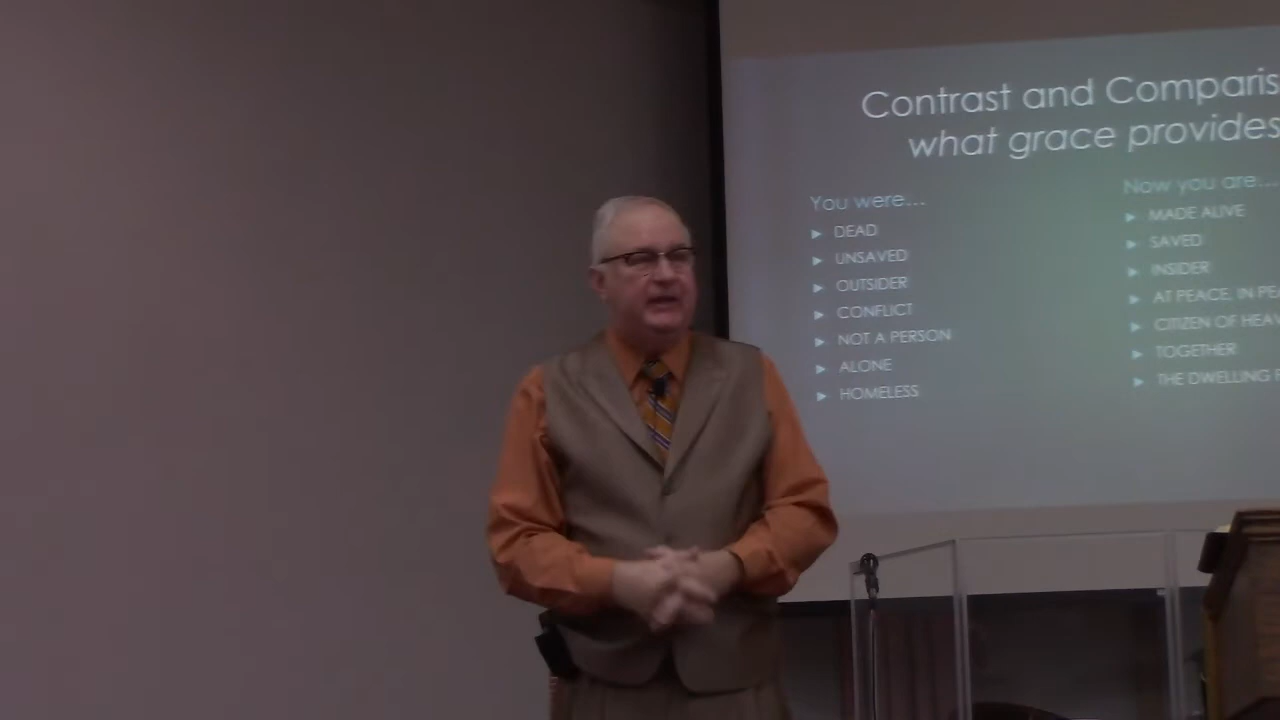 Contrast and Comparis
what grace provides
You were...
DEAD
UNSAVED
OUTSIDER
CONFLICT
NOT A PERSON
ALONE
HOMELESS
Now you are...
MADE ALIVE
SAVED
INSIDER
AT PEACE, IN PE
CITIZEN OF HEAV
TOGETHER
THE DWELLING